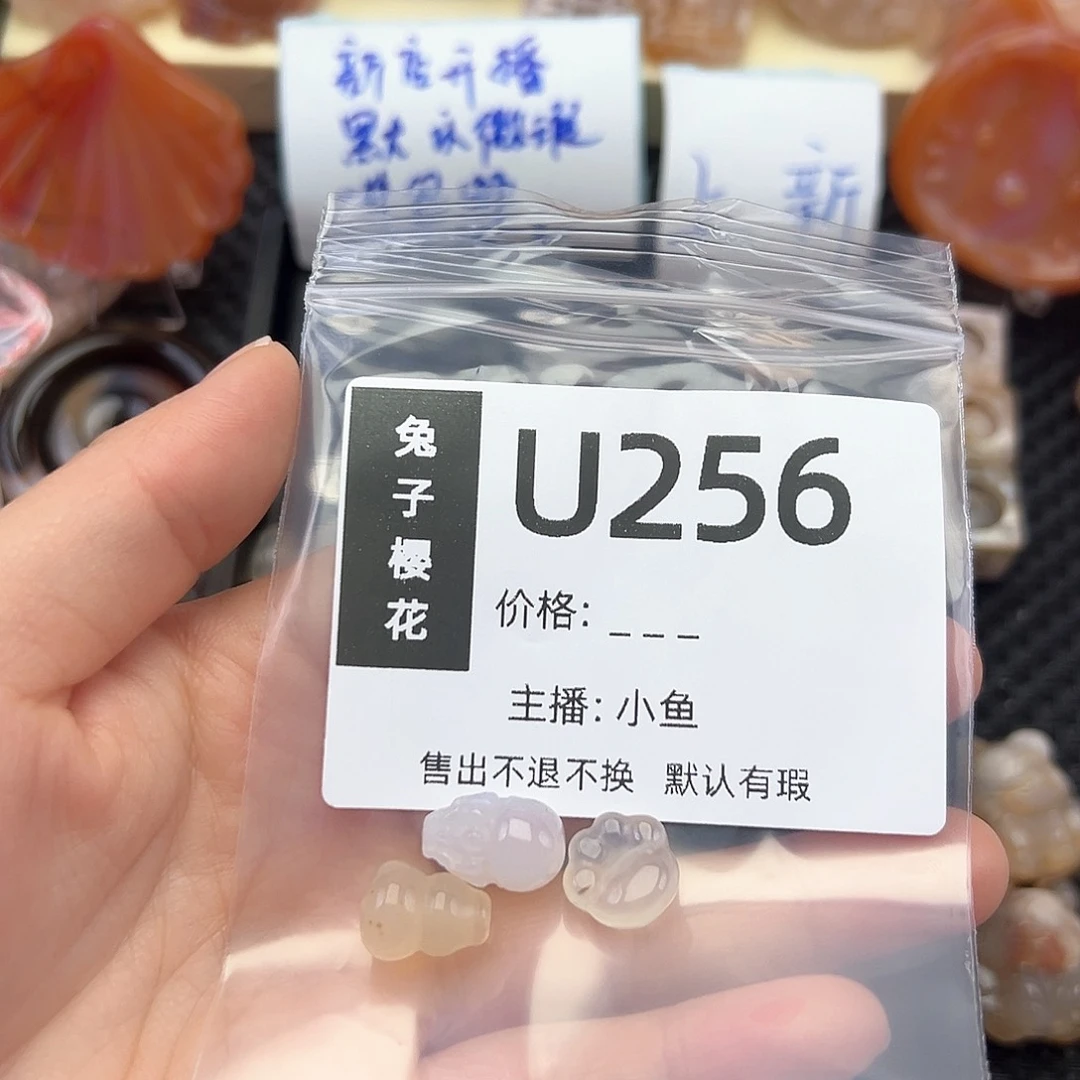 新店开播
默认微瑕
上新
兔子樱花
U256
价格: _ _ _
主播: 小鱼
售出不退不换 默认有瑕